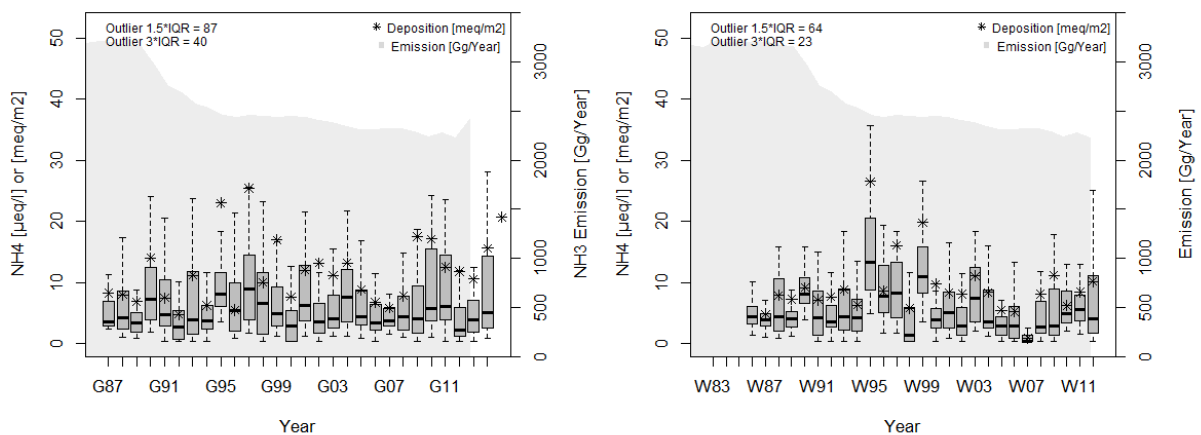 Outlier 1.5*IQR = 87
Outlier 3*IQR = 40
Deposition [meq/m2]
Emission [Gg/Year]
NH4 [µeq/l] or [meq/m2]
0
10
20
30
40
50
G87
G91
G95
G99
G03
G07
G11
Year
0
500
1000
2000
3000
NH3 Emission [Gg/Year]
Outlier 1.5*IQR = 64
Outlier 3*IQR = 23
Deposition [meq/m2]
Emission [Gg/Year]
NH4 [µeq/l] or [meq/m2]
0
10
20
30
40
50
W83
W87
W91
W95
W99
W03
W07
W11
Year
0
500
1000
2000
3000
Emission [Gg/Year]